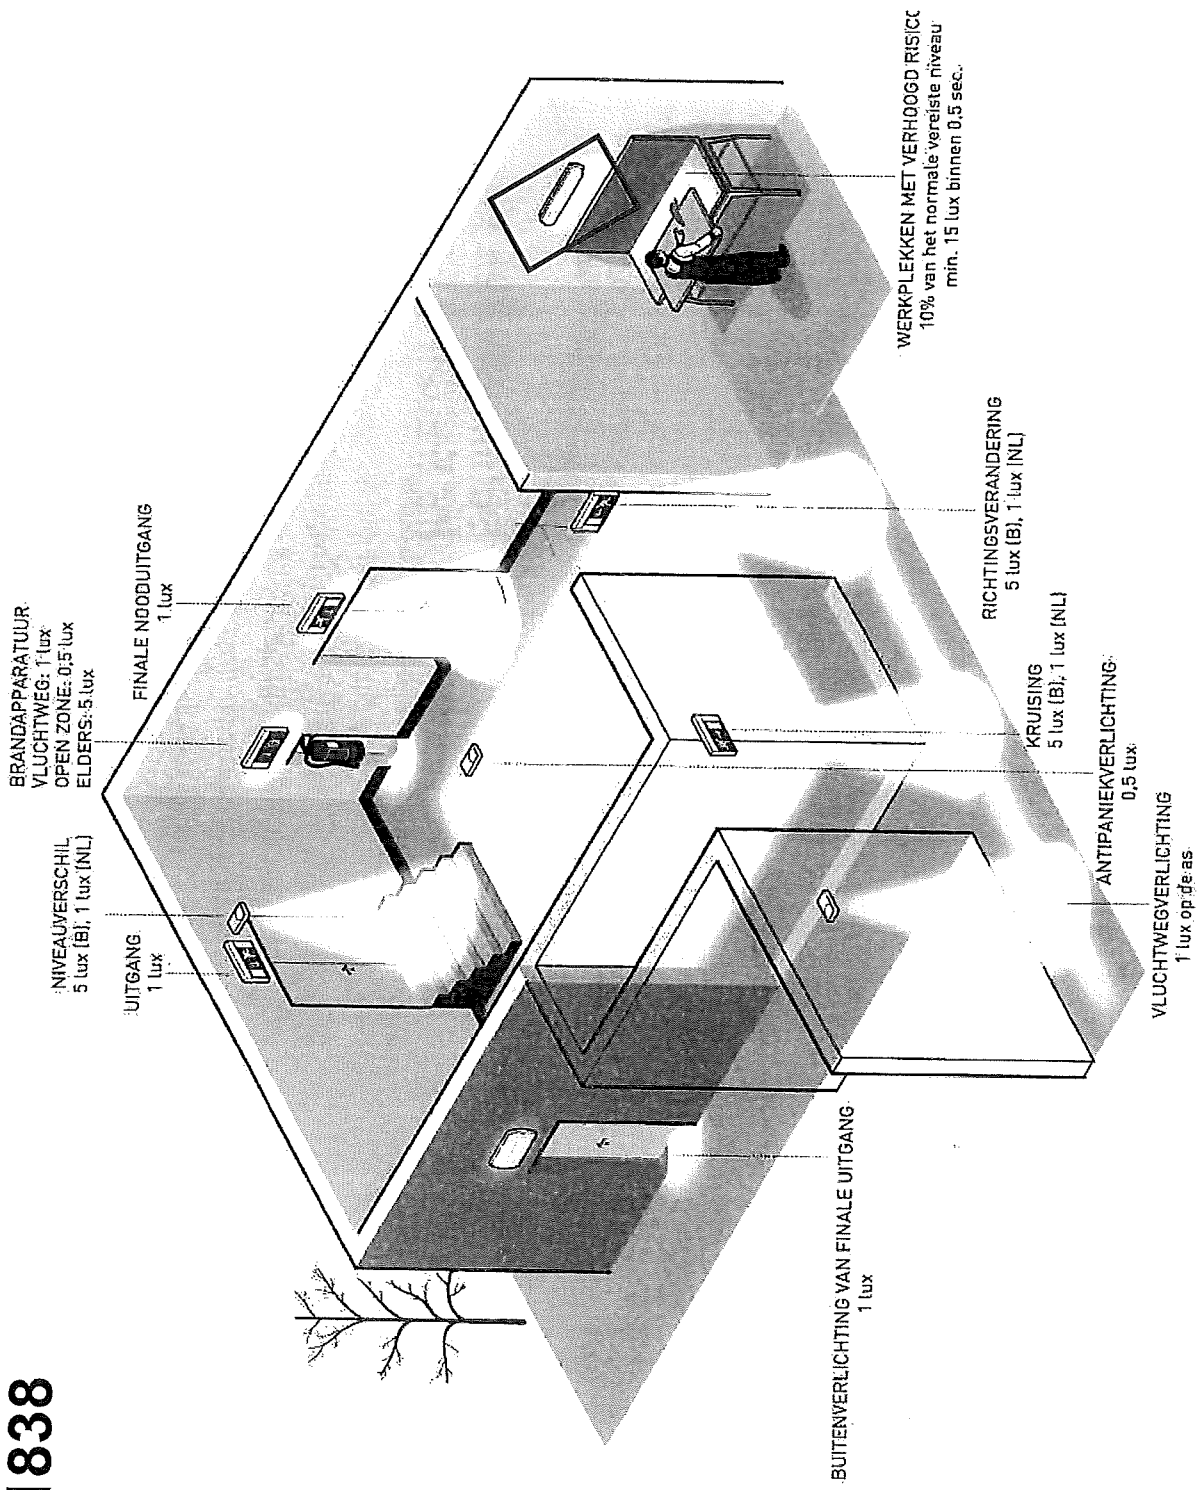 838
NIVEAUVERSCHIL
5 lux (B), 1 lux (NL)
UITGANG
1 lux
BRANDAPPARATUUR
VLUCHTWEG: 1 lux
OPEN ZONE: 0,5 lux
ELDERS: 5 lux
FINALE NOODUITGANG
1 lux
WERKPLEKKEN MET VERHOOGD RISICO
10% van het normale vereiste niveau
min. 15 lux binnen 0,5 sec.
RICHTINGSVERANDERING
5 lux (B), 1 lux (NL)
KRUISING
5 lux (B), 1 lux (NL)
ANTIPANIEKVERLICHTING
0,5 lux
VLUCHTWEGVERLICHTING
1 lux op de as
BUITENVERLICHTING VAN FINALE UITGANG
1 lux